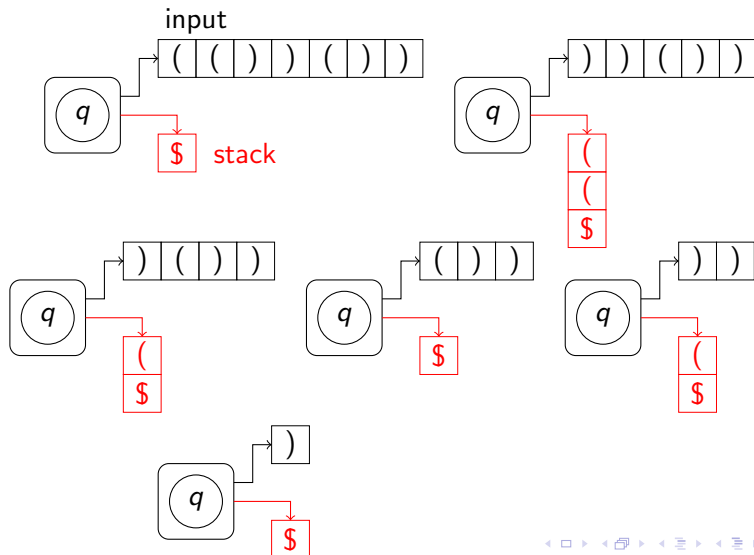 input
( ( ) ) ( ) ) ) ) ( ) )
q q
$ stack (
(
$
) ( ) ) ( ) ) ) )
q q q
( $ (
$ $
)
q
$